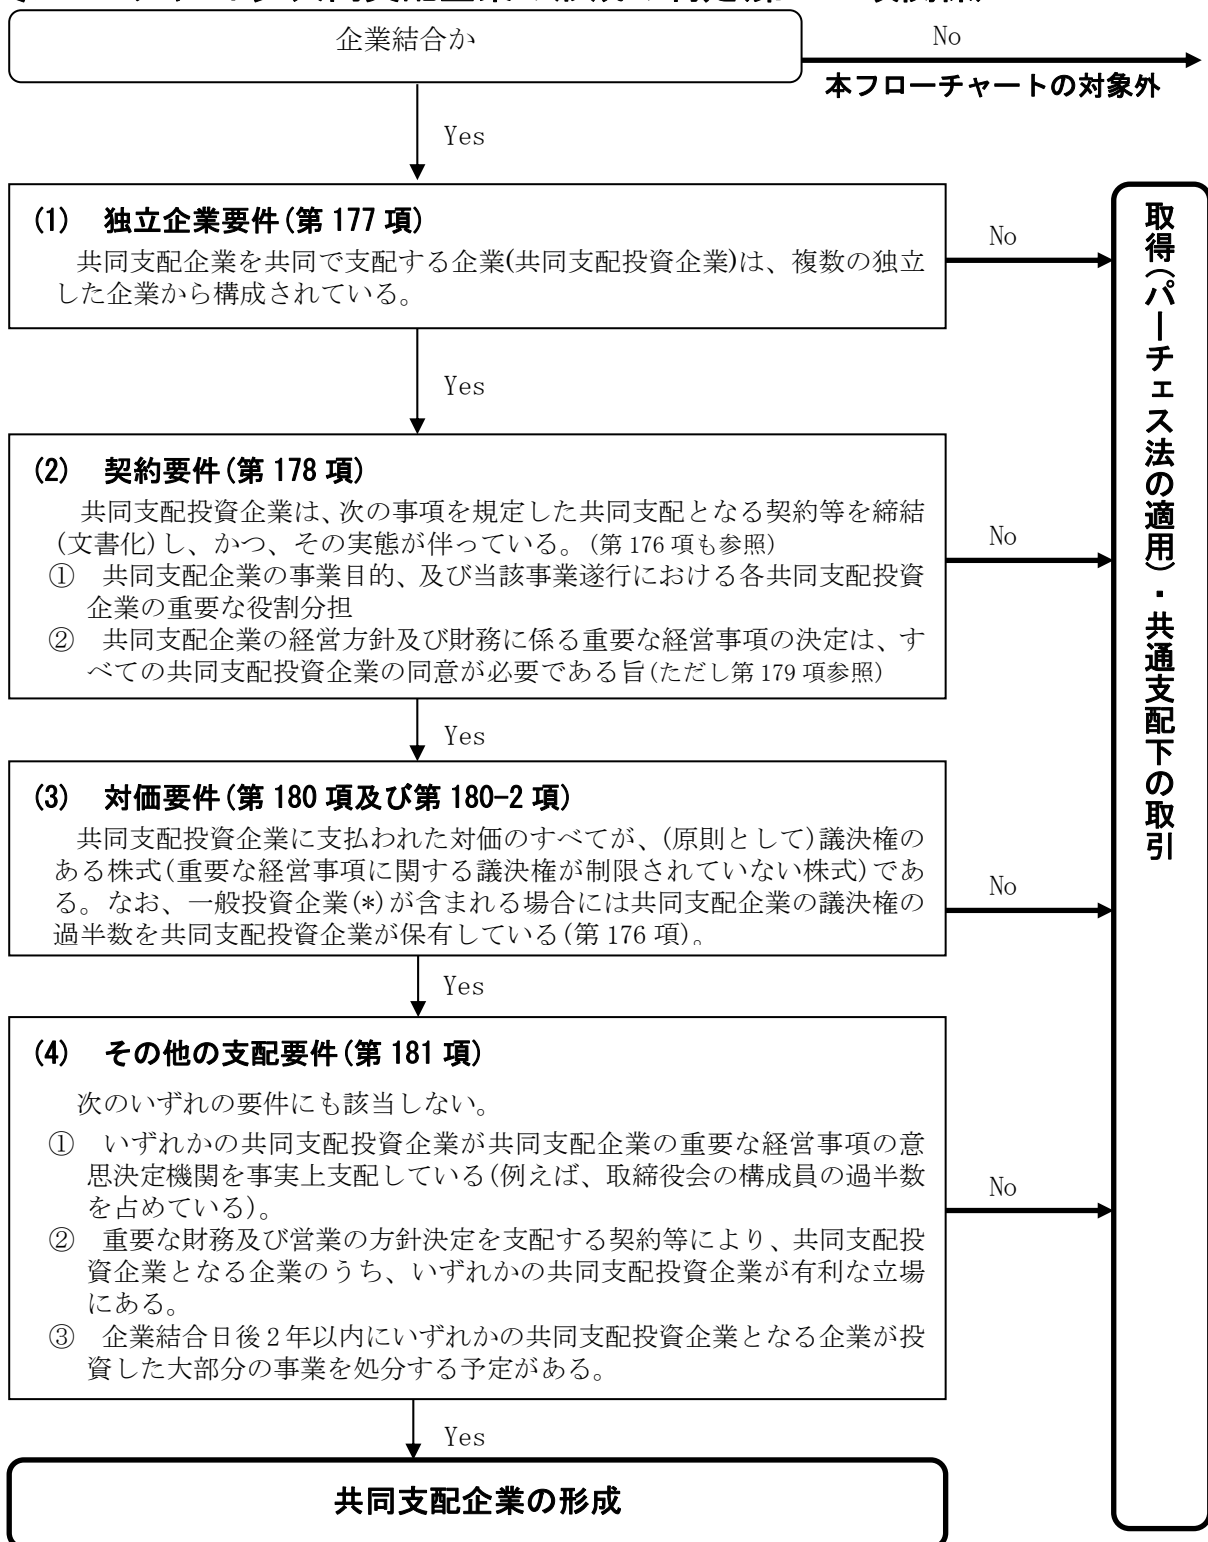 企業結合か
No
本フローチャートの対象外
Yes
(1) 独立企業要件(第 177 項)
共同支配企業を共同で支配する企業(共同支配投資企業)は、複数の独立
した企業から構成されている。
No
Yes
(2) 契約要件(第 178 項)
共同支配投資企業は、次の事項を規定した共同支配となる契約等を締結
(文書化)し、かつ、その実態が伴っている。(第 176 項も参照)
① 共同支配企業の事業目的、及び当該事業遂行における各共同支配投資
企業の重要な役割分担
② 共同支配企業の経営方針及び財務に係る重要な経営事項の決定は、す
べての共同支配投資企業の同意が必要である旨(ただし第 179 項参照)
No
Yes
(3) 対価要件(第 180 項及び第 180-2 項)
共同支配投資企業に支払われた対価のすべてが、(原則として)議決権の
ある株式(重要な経営事項に関する議決権が制限されていない株式)であ
る。なお、一般投資企業(*)が含まれる場合には共同支配企業の議決権の
過半数を共同支配投資企業が保有している(第 176 項)。
No
Yes
(4) その他の支配要件(第 181 項)
次のいずれの要件にも該当しない。
① いずれかの共同支配投資企業が共同支配企業の重要な経営事項の意
思決定機関を事実上支配している(例えば、取締役会の構成員の過半数
を占めている)。
② 重要な財務及び営業の方針決定を支配する契約等により、共同支配投
資企業となる企業のうち、いずれかの共同支配投資企業が有利な立場
にある。
③ 企業結合日後 2 年以内にいずれかの共同支配投資企業となる企業が投
資した大部分の事業を処分する予定がある。
No
Yes
共同支配企業の形成
取得(パーチェス法の適用)・共通支配下の取引